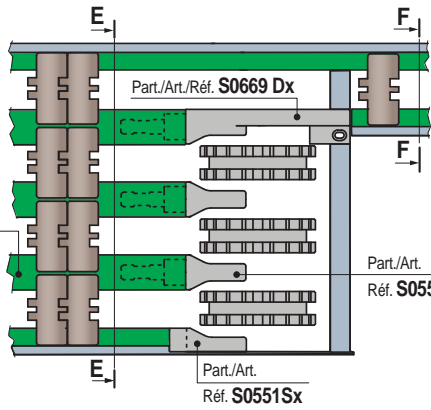 E
F
Part./Art./Réf. S0669 Dx
F
Part./Art.
Réf.
E
Part./Art.
Réf. S0551Sx